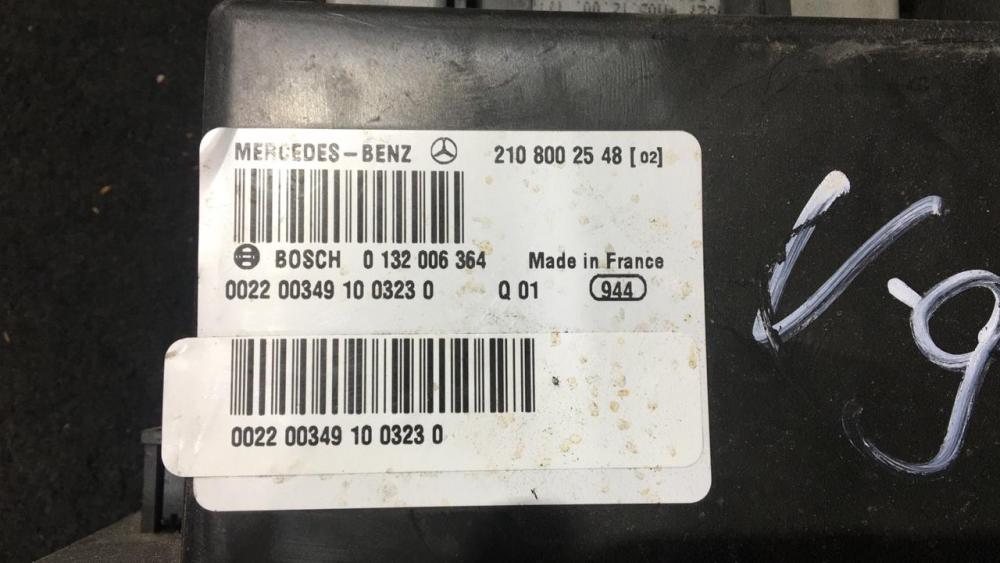 MERCEDES-BENZ 210 800 25 48 [02]
BOSCH 0 132 006 364 Made in France
0022 00349 10 0323 0 Q 01 944
0022 00349 10 0323 0
V9